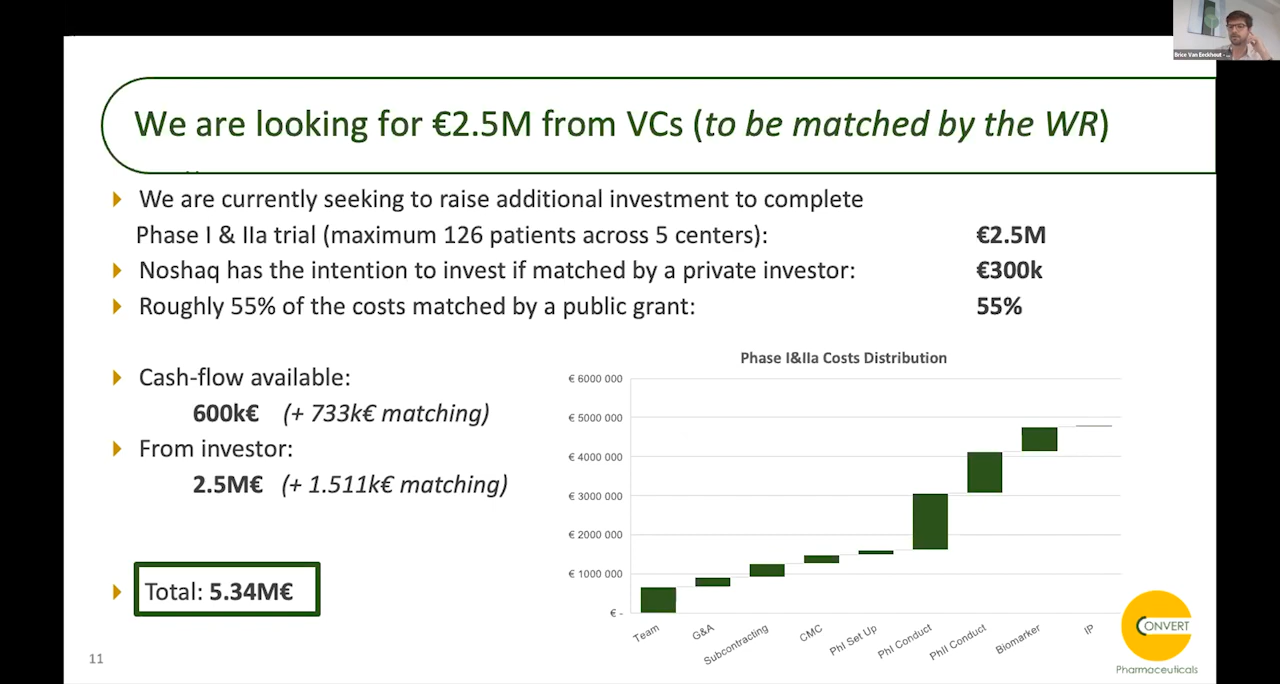 Brice Van Eeckhout -
We are looking for €2.5M from VCs (to be matched by the WR)
We are currently seeking to raise additional investment to complete
Phase I & IIa trial (maximum 126 patients across 5 centers): €2.5M
Noshaq has the intention to invest if matched by a private investor: €300k
Roughly 55% of the costs matched by a public grant: 55%
Cash-flow available:
600k€ (+ 733k€ matching)
From investor:
2.5M€ (+ 1.511k€ matching)
Total: 5.34M€
Phase I&IIa Costs Distribution
€ 6000 000
€ 5000 000
€ 4000 000
€ 3000 000
€ 2000 000
€ 1000 000
€ -
Team
G&A
Subcontracting
CMC
PhI Set Up
PhI Conduct
PhII Conduct
Biomarker
IP
CONVERT
Pharmaceuticals
11